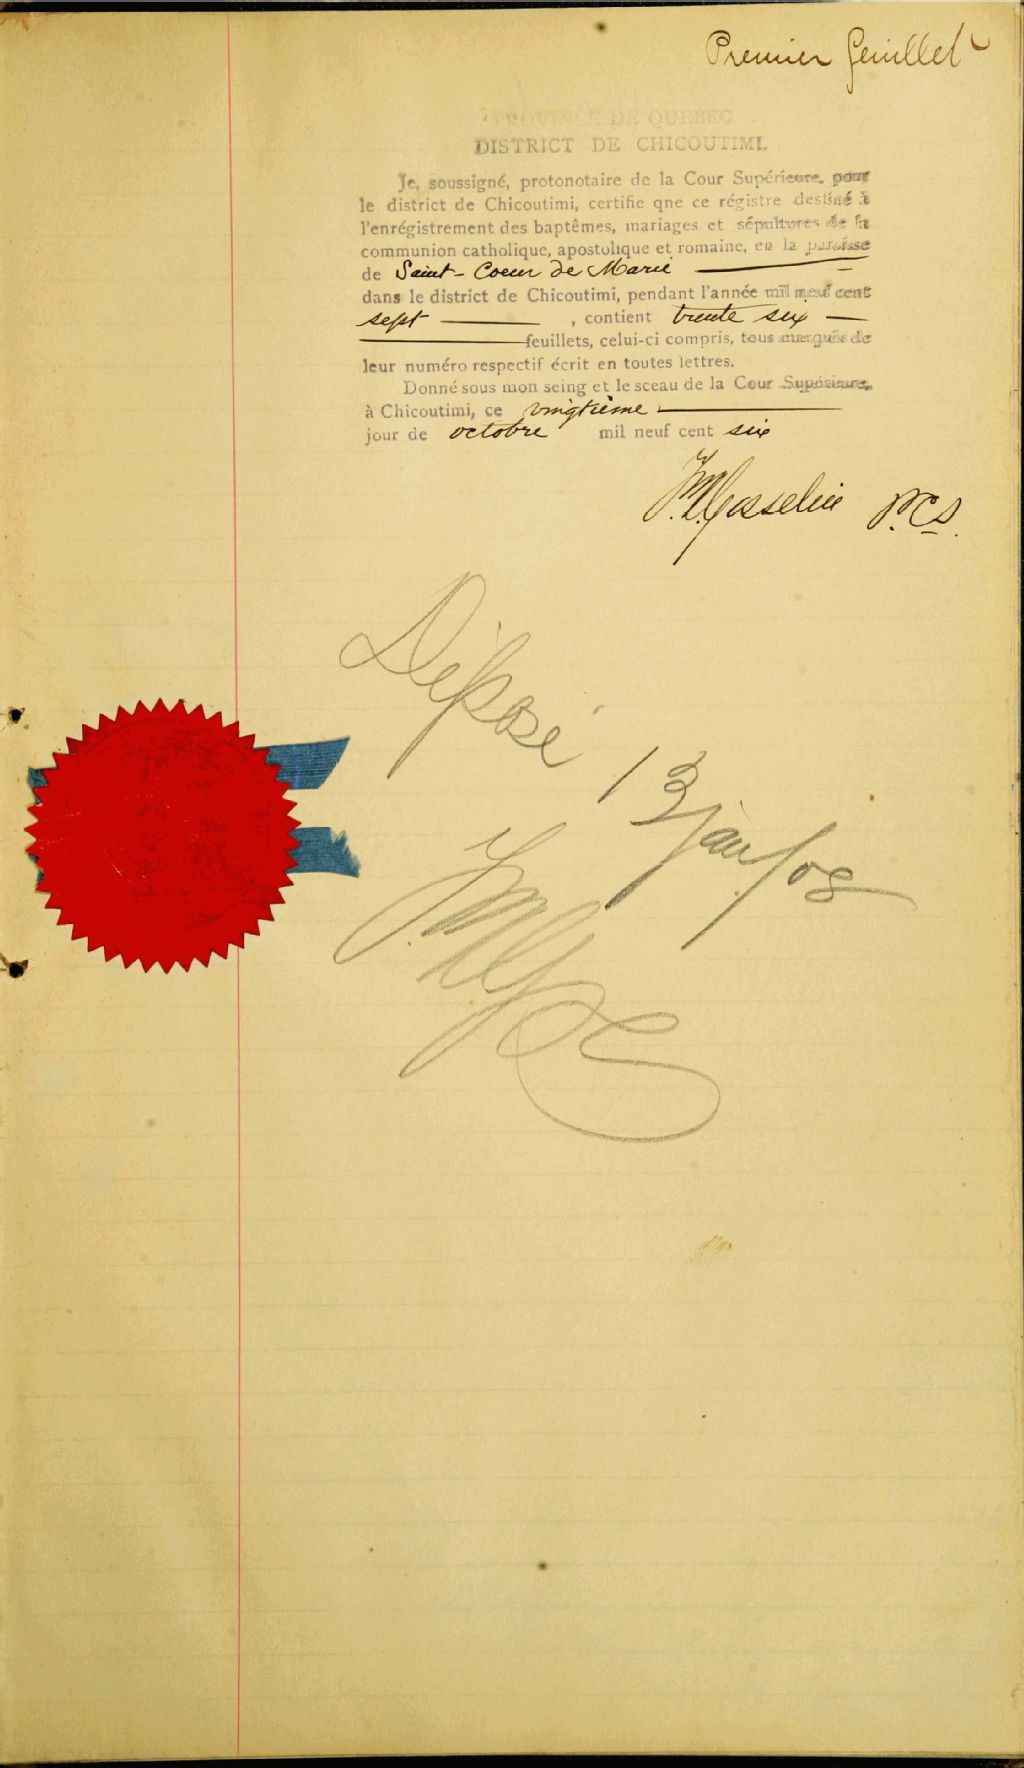 Premier feuillet
PROVINCE DE QUEBEC
DISTRICT DE CHICOUTIMI.
Je, soussigné, protonotaire de la Cour Supérieure, pour
le district de Chicoutimi, certifie qne ce régistre destiné à
l'enrégistrement des baptêmes, mariages et sépultures de la
communion catholique, apostolique et romaine, en la paroisse
de Saint-Coeur de Marie
dans le district de Chicoutimi, pendant l'année mil neuf cent
sept , contient trente six
feuillets, celui-ci compris, tous marqués de
leur numéro respectif écrit en toutes lettres.
Donné sous mon seing et le sceau de la Cour Supérieure,
à Chicoutimi, ce vingtième
jour de octobre mil neuf cent six
P.C.S.
Déposé 13 jan/08